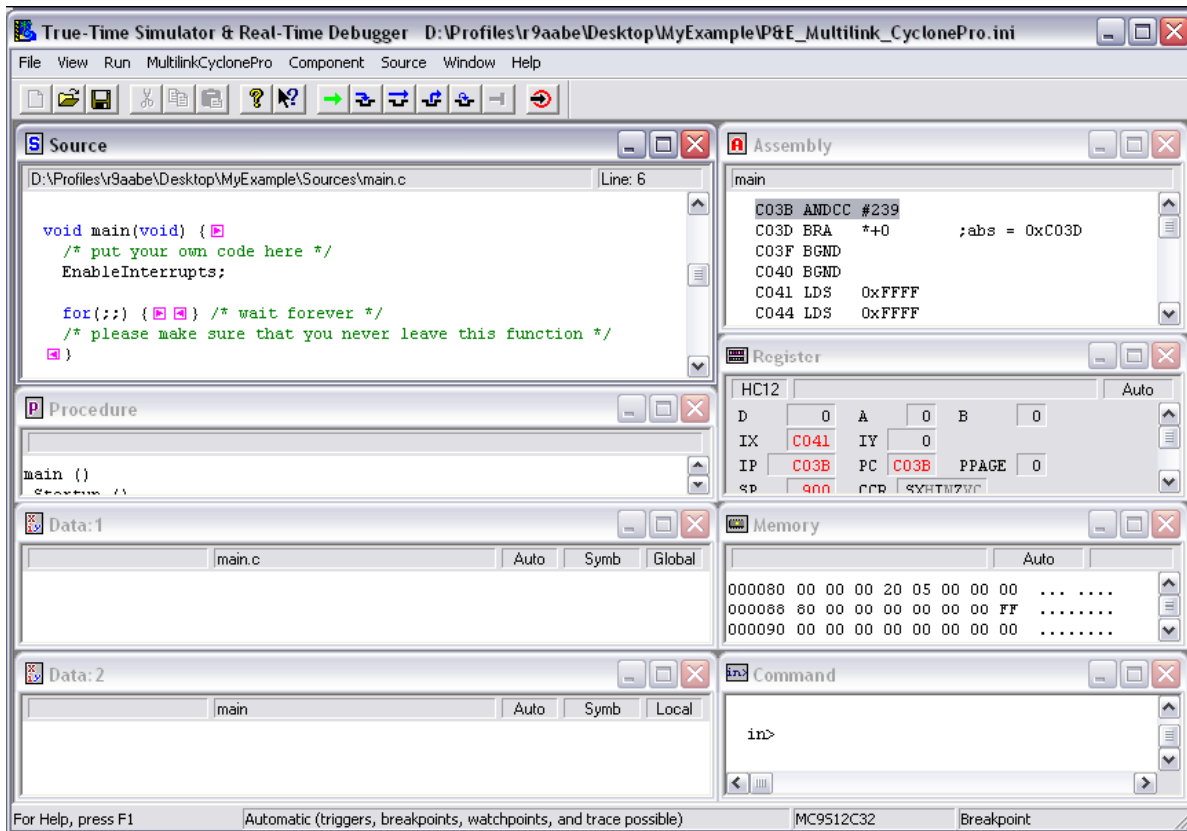 True-Time Simulator & Real-Time Debugger D:\Profiles\r9aabe\Desktop\MyExample\P&E_Multilink_CyclonePro.ini
File View Run MultilinkCyclonePro Component Source Window Help
Source
D:\Profiles\r9aabe\Desktop\MyExample\Sources\main.c Line: 6
void main(void) {
/* put your own code here */
EnableInterrupts;
for(;;) { } /* wait forever */
/* please make sure that you never leave this function */
}
Assembly
main
C03B ANDCC #239
C03D BRA *+0 ;abs = 0xC03D
C03F BGND
C040 BGND
C041 LDS 0xFFFF
C044 LDS 0xFFFF
Register
HC12 Auto
D 0 A 0 B 0
IX C041 IY 0
IP C03B PC C03B PPAGE 0
SP 900 CCR SXHINZVC
Procedure
main ()
_Startup ()
Data:1
main.c Auto Symb Global
Memory
Auto
000080 00 00 00 20 05 00 00 00 ... ....
000088 80 00 00 00 00 00 00 FF ........
000090 00 00 00 00 00 00 00 00 ........
Data:2
main Auto Symb Local
in> Command
in>
For Help, press F1 Automatic (triggers, breakpoints, watchpoints, and trace possible) MC9S12C32 Breakpoint